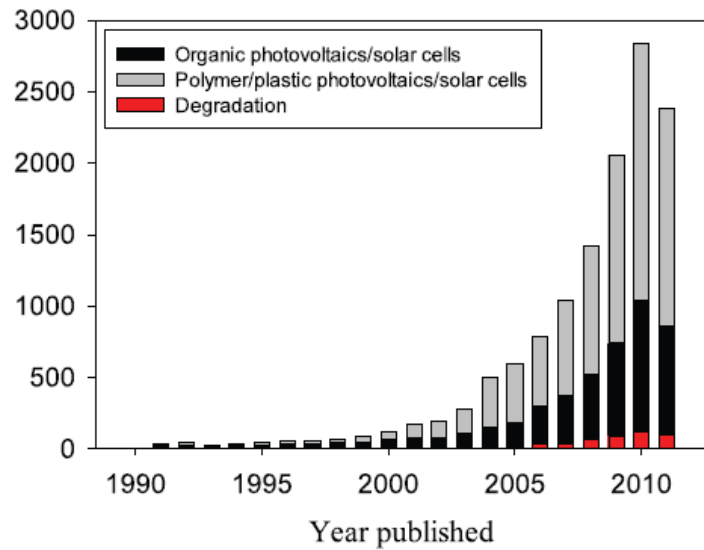 3000
Organic photovoltaics/solar cells
Polymer/plastic photovoltaics/solar cells
Degradation
2500
2000
1500
1000
500
0
1990 1995 2000 2005 2010
Year published